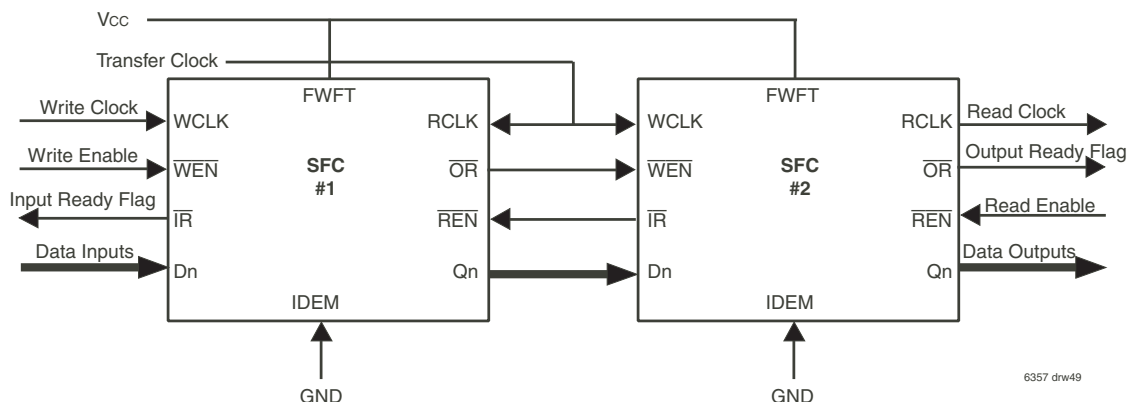 VCC
Transfer Clock
FWFT
FWFT
Write Clock
WCLK
RCLK
WCLK
RCLK
Read Clock
Write Enable
WEN
SFC
#1
OR
WEN
SFC
#2
OR
Output Ready Flag
Input Ready Flag
IR
REN
IR
REN
Read Enable
Data Inputs
Dn
Qn
Dn
Qn
Data Outputs
IDEM
IDEM
GND
GND
6357 drw49